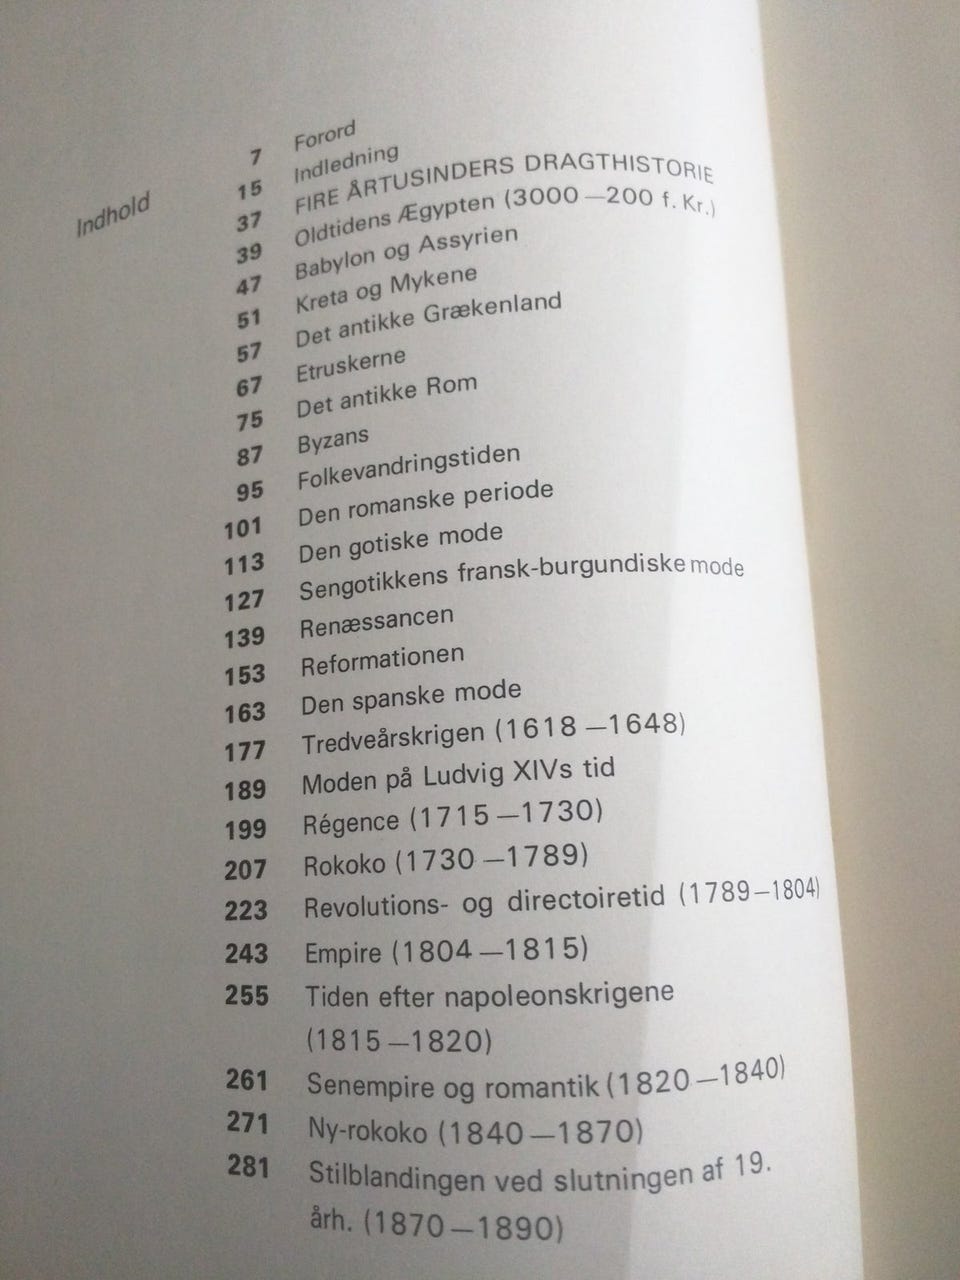 Indhold
7 Forord
15 Indledning
37 FIRE ÅRTUSINDERS DRAGTHISTORIE
39 Oldtidens Ægypten (3000—200 f. Kr.)
47 Babylon og Assyrien
51 Kreta og Mykene
57 Det antikke Grækenland
67 Etruskerne
75 Det antikke Rom
87 Byzans
95 Folkevandringstiden
101 Den romanske periode
113 Den gotiske mode
127 Sengotikkens fransk-burgundiske mode
139 Renæssancen
153 Reformationen
163 Den spanske mode
177 Tredveårskrigen (1618—1648)
189 Moden på Ludvig XIVs tid
199 Régence (1715—1730)
207 Rokoko (1730—1789)
223 Revolutions- og directoiretid (1789—1804)
243 Empire (1804—1815)
255 Tiden efter napoleonskrigene
(1815—1820)
261 Senempire og romantik (1820—1840)
271 Ny-rokoko (1840—1870)
281 Stilblandingen ved slutningen af 19.
årh. (1870—1890)